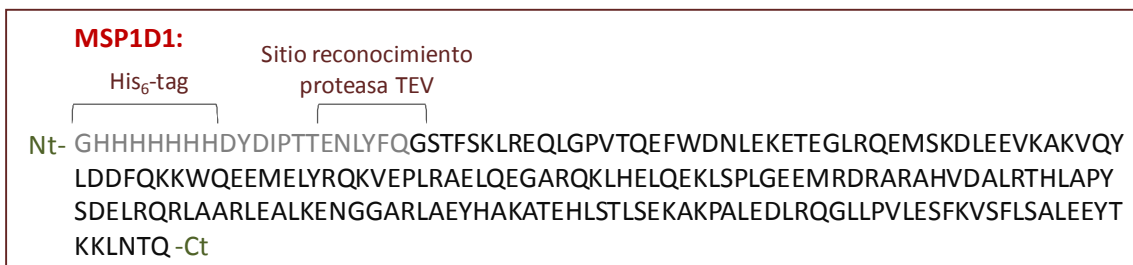 MSP1D1:
Sitio reconocimiento
His6-tag proteasa TEV
Nt- GHHHHHHHDYDIPTTENLYFQGSTFSKLREQLGPVTQEFWDNLEKETEGLRQEMSKDLEEVKAKVQY
LDDFQKKWQEEMELYRQKVEPLRAELQEGARQKLHELQEKLSPLGEEMRDRARAHVDALRTHLAPY
SDELRQRLAARLEALKENGGARLAEYHAKATEHLSTLSEKAKPALEDLRQGLLPVLESFKVSFLSALEEYT
KKLNTQ -Ct